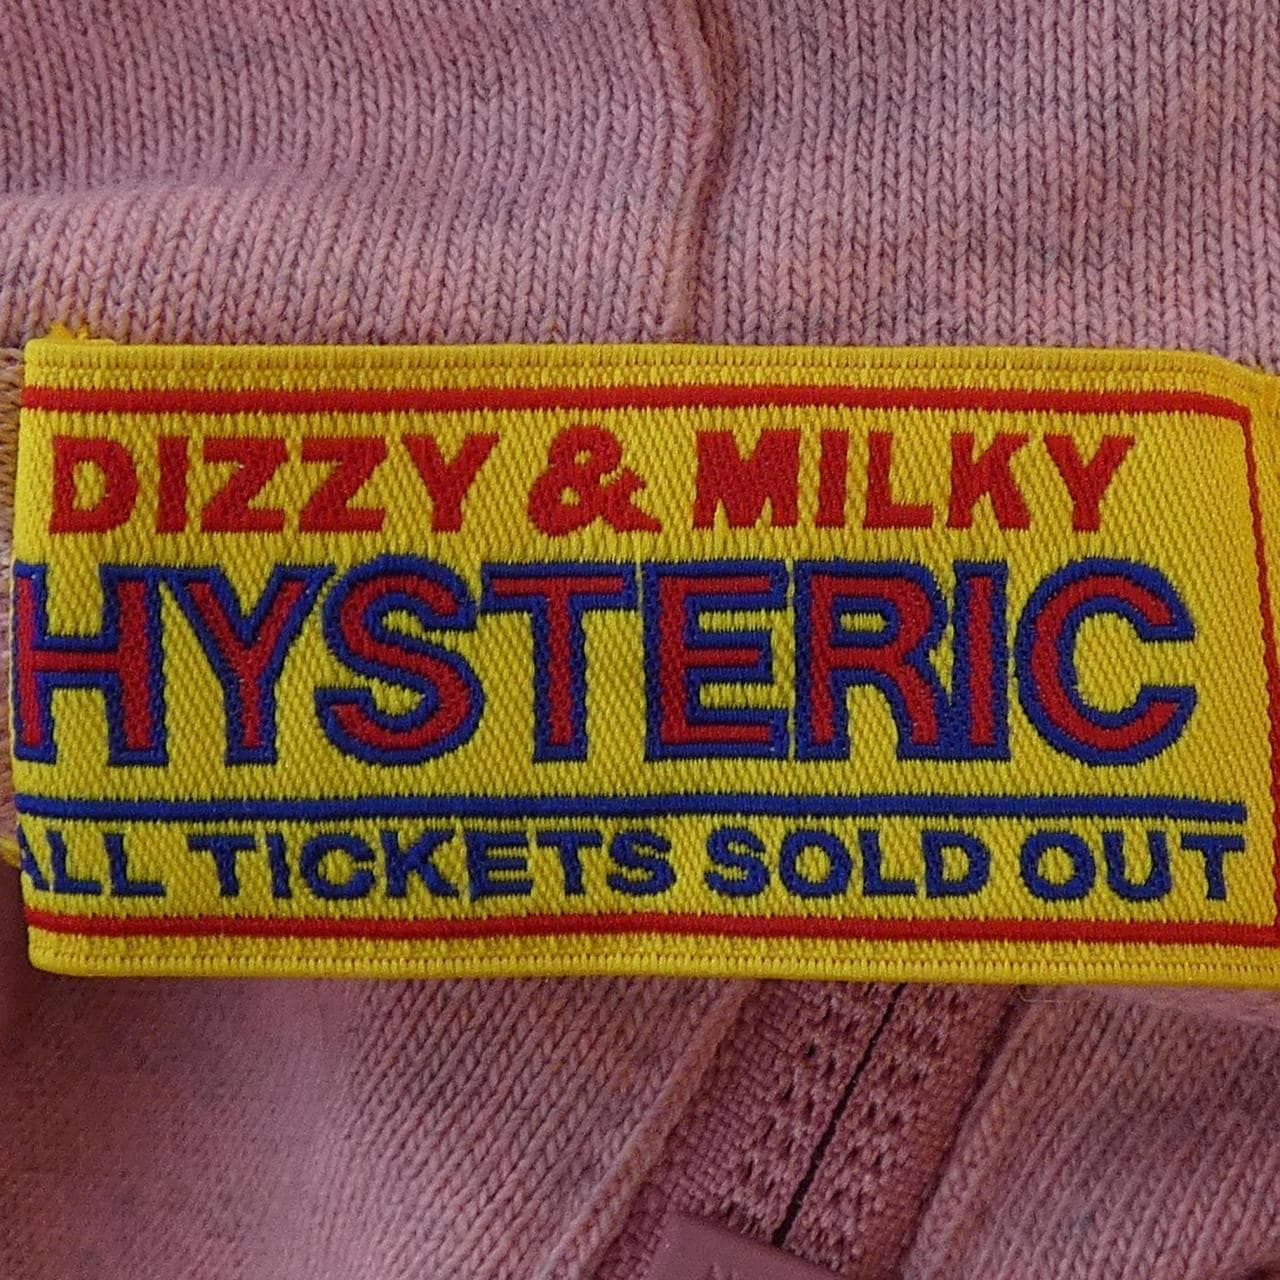 DIZZY & MILKY
HYSTERIC
ALL TICKETS SOLD OUT